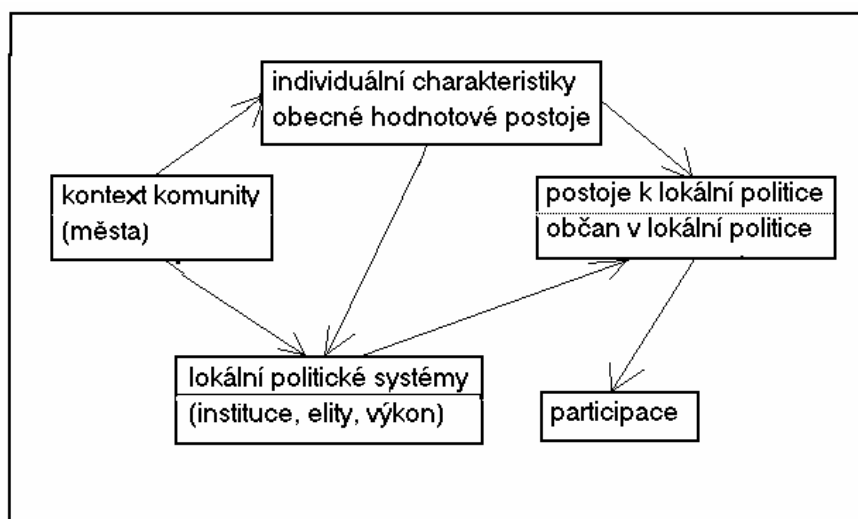 individuální charakteristiky
obecné hodnotové postoje
kontext komunity
(města)
postoje k lokální politice
občan v lokální politice
lokální politické systémy
(instituce, elity, výkon)
participace